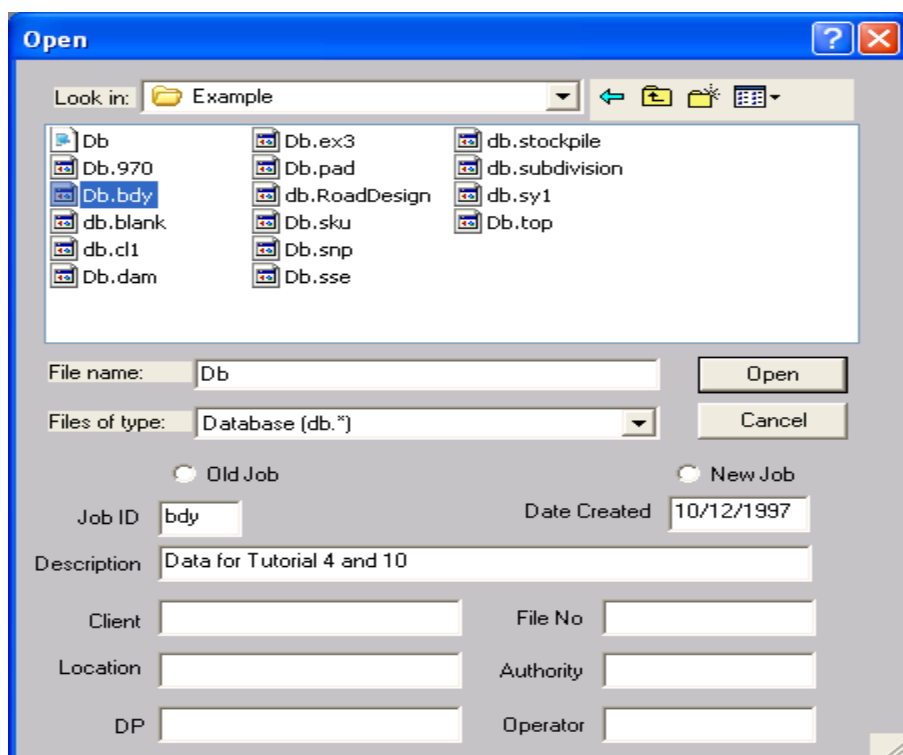 Open
Look in: Example
Db Db.ex3 db.stockpile
Db.970 Db.pad db.subdivision
Db.bdy db.RoadDesign db.sy1
db.blank Db.sku Db.top
db.cl1 Db.snp
Db.dam Db.sse
File name: Db Open
Files of type: Database (db.*) Cancel
Old Job New Job
Job ID bdy Date Created 10/12/1997
Description Data for Tutorial 4 and 10
Client File No
Location Authority
DP Operator